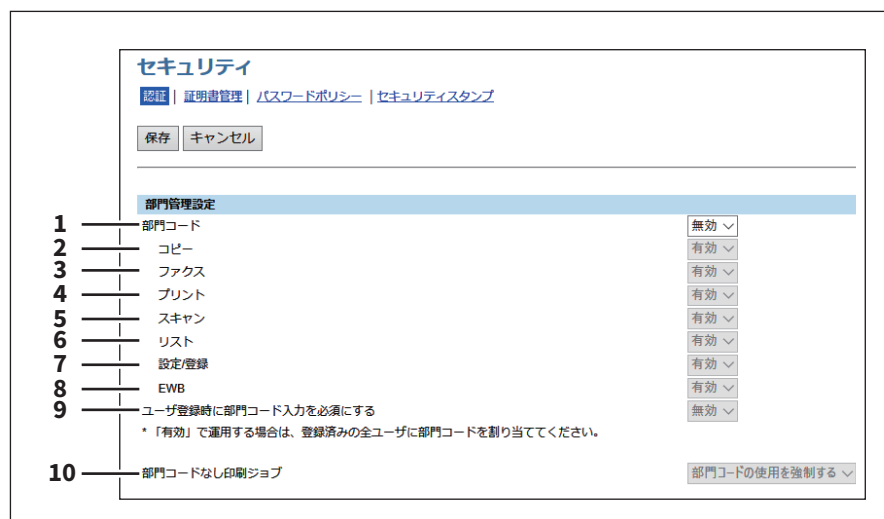 セキュリティ
認証 | 証明書管理 | パスワードポリシー | セキュリティスタンプ
保存 キャンセル
部門管理設定
1 部門コード 無効
2 コピー 有効
3 ファクス 有効
4 プリント 有効
5 スキャン 有効
6 リスト 有効
7 設定/登録 有効
8 EWB 有効
9 ユーザ登録時に部門コード入力を必須にする 無効
* 「有効」で運用する場合は、登録済みの全ユーザに部門コードを割り当ててください。
10 部門コードなし印刷ジョブ 部門コードの使用を強制する